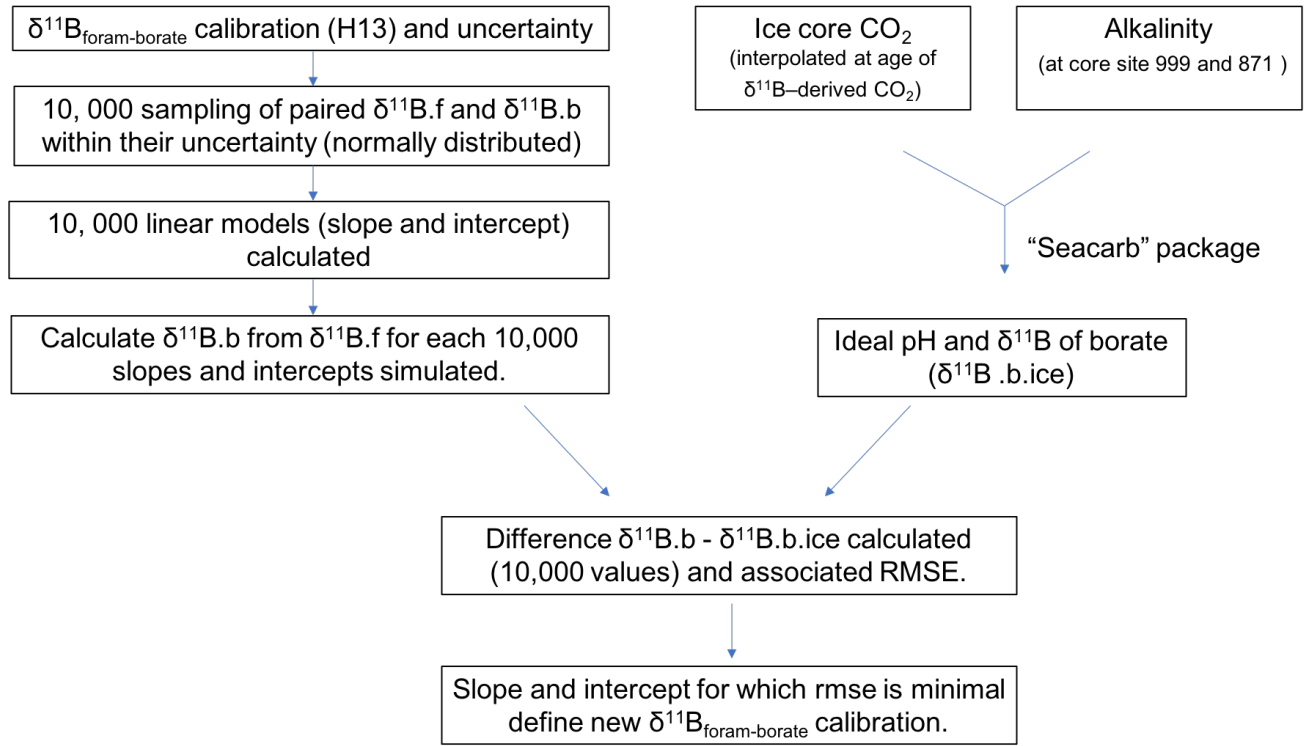 δ¹¹Bforam-borate calibration (H13) and uncertainty
10, 000 sampling of paired δ¹¹B.f and δ¹¹B.b
within their uncertainty (normally distributed)
10, 000 linear models (slope and intercept)
calculated
Calculate δ¹¹B.b from δ¹¹B.f for each 10,000
slopes and intercepts simulated.
Ice core CO₂
(interpolated at age of
δ¹¹B–derived CO₂)
Alkalinity
(at core site 999 and 871 )
“Seacarb” package
Ideal pH and δ¹¹B of borate
(δ¹¹B .b.ice)
Difference δ¹¹B.b - δ¹¹B.b.ice calculated
(10,000 values) and associated RMSE.
Slope and intercept for which rmse is minimal
define new δ¹¹Bforam-borate calibration.